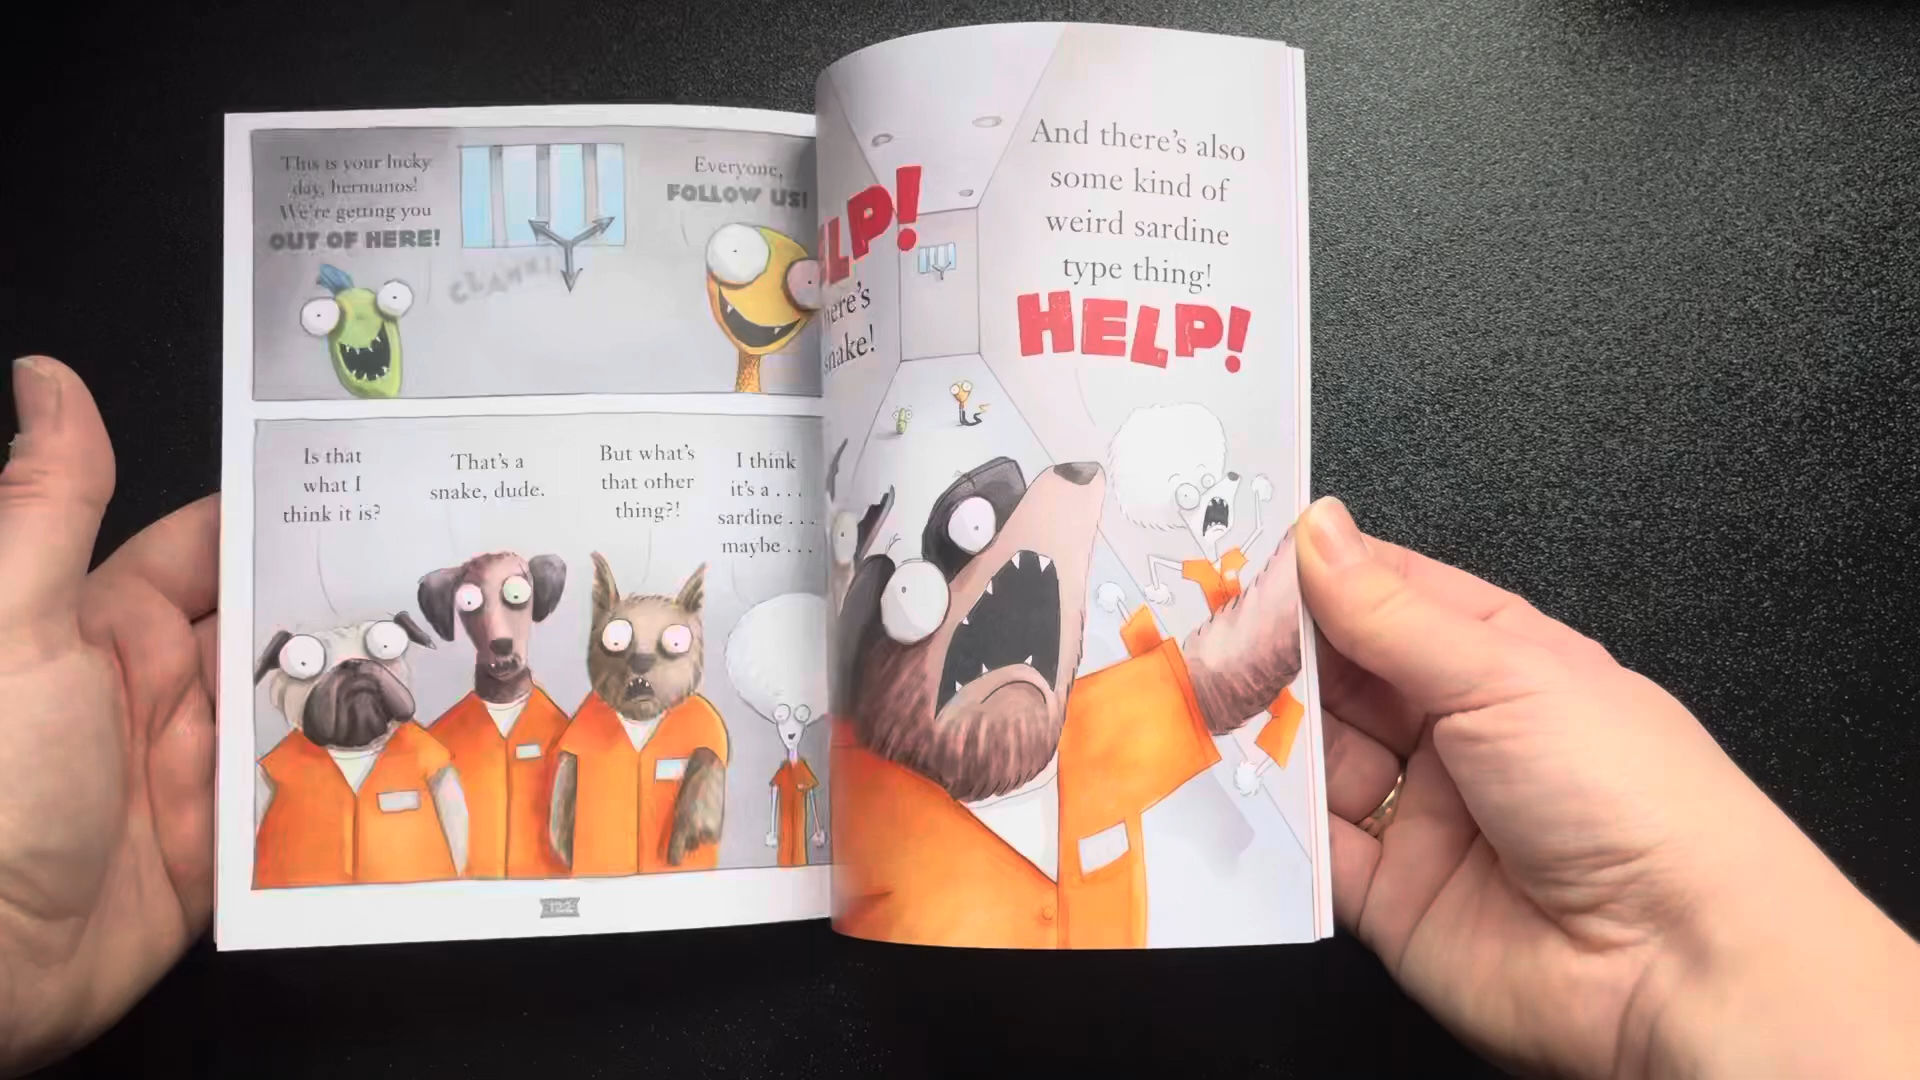 This is your lucky
day, hermanos!
We're getting you
OUT OF HERE!
CLANK!
Everyone,
FOLLOW US!
Is that
what I
think it is?
That's a
snake, dude.
But what's
that other
thing?!
I think
it's a . . .
sardine . . .
maybe . . .
122
ELP!
here's
snake!
And there's also
some kind of
weird sardine
type thing!
HELP!